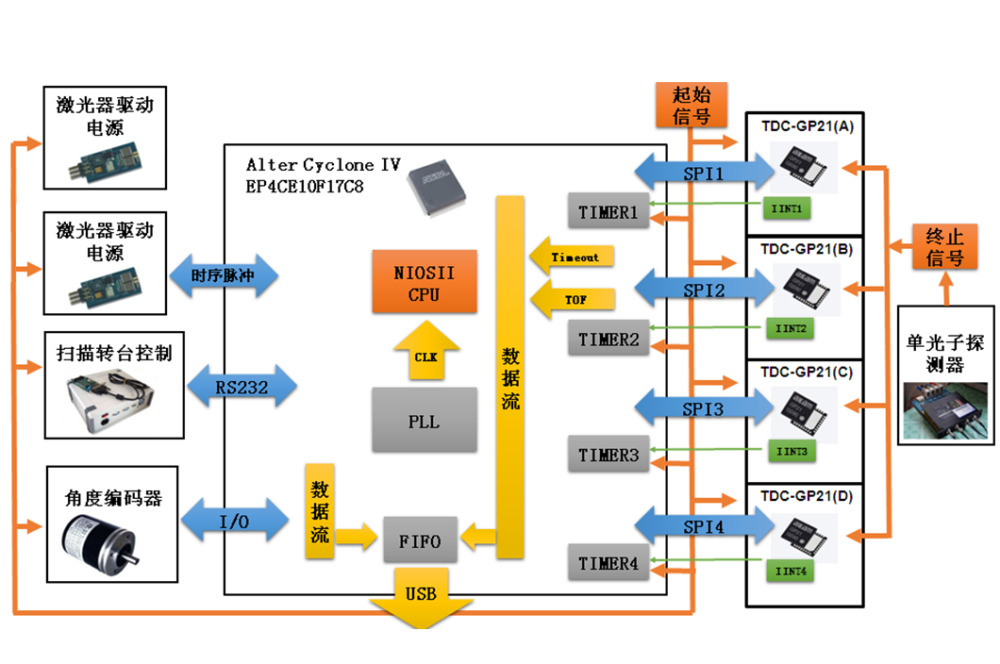 激光器驱动
电源
激光器驱动
电源
扫描转台控制
角度编码器
时序脉冲
RS232
I/O
Alter Cyclone IV
EP4CE10F17C8
NIOSII
CPU
CLK
PLL
数据流
FIFO
USB
数据流
Timeout
TOF
起始
信号
SPI1
TIMER1
SPI2
TIMER2
SPI3
TIMER3
SPI4
TIMER4
TDC-GP21(A)
IINT1
TDC-GP21(B)
IINT2
TDC-GP21(C)
IINT3
TDC-GP21(D)
IINT4
终止
信号
单光子探
测器